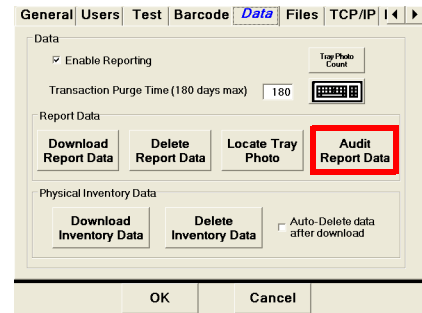 General Users Test Barcode Data Files TCP/IP
Data
Enable Reporting
Tray Photo
Count
Transaction Purge Time (180 days max) 180
Report Data
Download
Report Data
Delete
Report Data
Locate Tray
Photo
Audit
Report Data
Physical Inventory Data
Download
Inventory Data
Delete
Inventory Data
Auto-Delete data
after download
OK Cancel